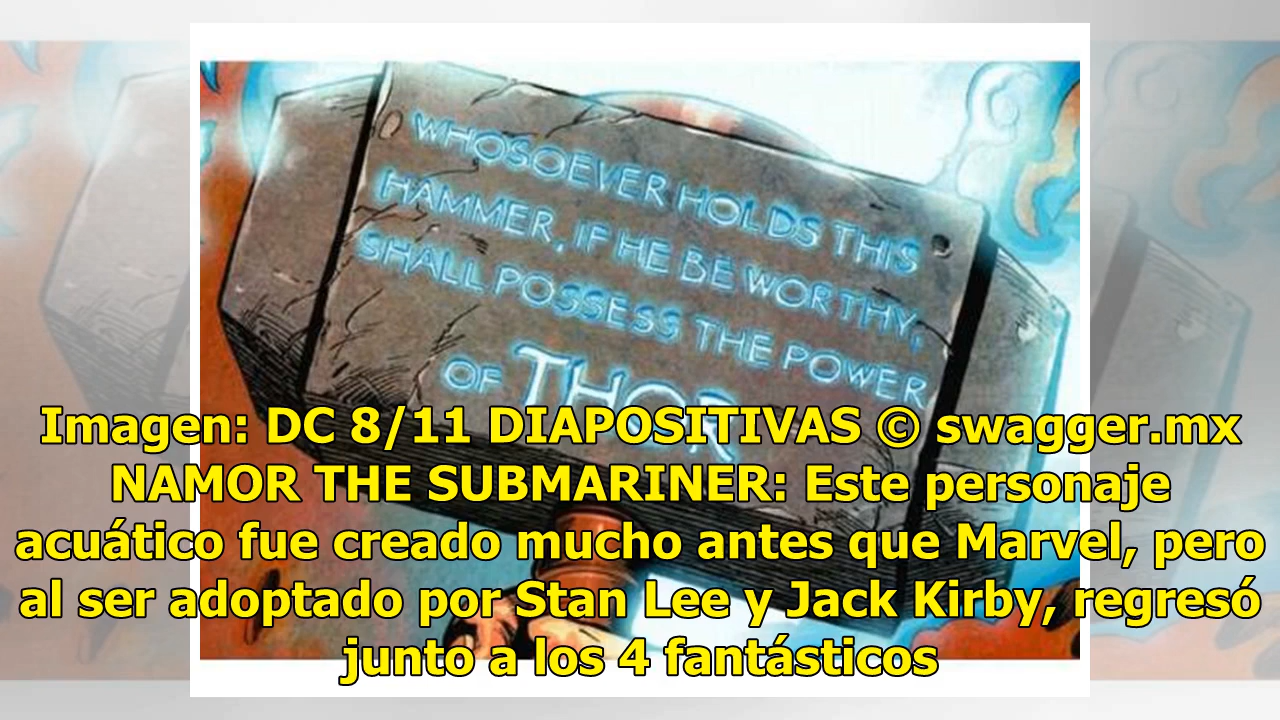 WHOSOEVER HOLDS THIS
HAMMER, IF HE BE WORTHY,
SHALL POSSESS THE POWER
OF THOR
Imagen: DC 8/11 DIAPOSITIVAS © swagger.mx
NAMOR THE SUBMARINER: Este personaje
acuático fue creado mucho antes que Marvel, pero
al ser adoptado por Stan Lee y Jack Kirby, regresó
junto a los 4 fantásticos